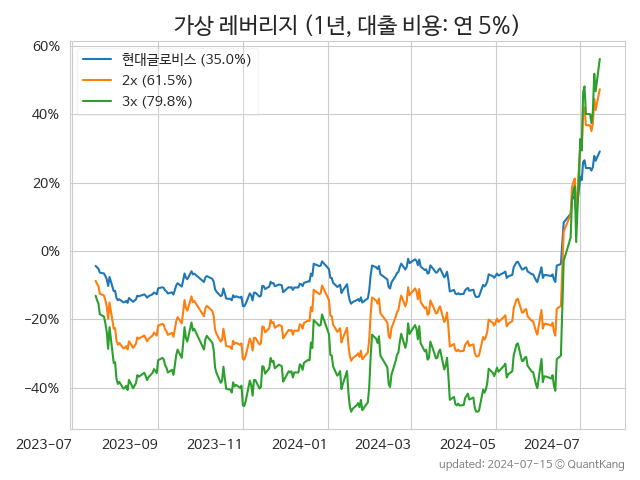 가상 레버리지 (1년, 대출 비용: 연 5%)
60%
40%
20%
0%
−20%
−40%
현대글로비스 (35.0%)
2x (61.5%)
3x (79.8%)
2023-07 2023-09 2023-11 2024-01 2024-03 2024-05 2024-07
updated: 2024-07-15 © QuantKang